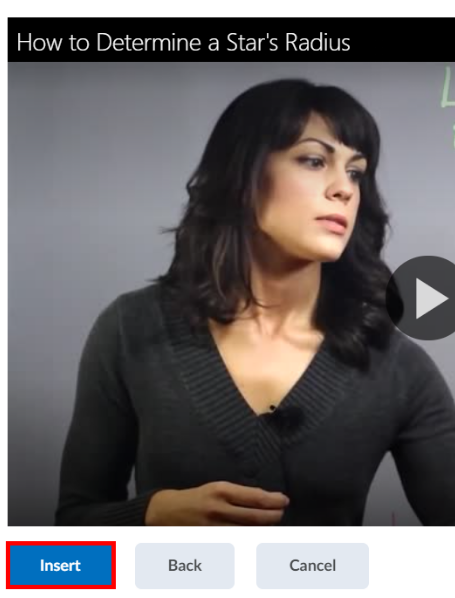 How to Determine a Star's Radius
L
Insert
Back
Cancel